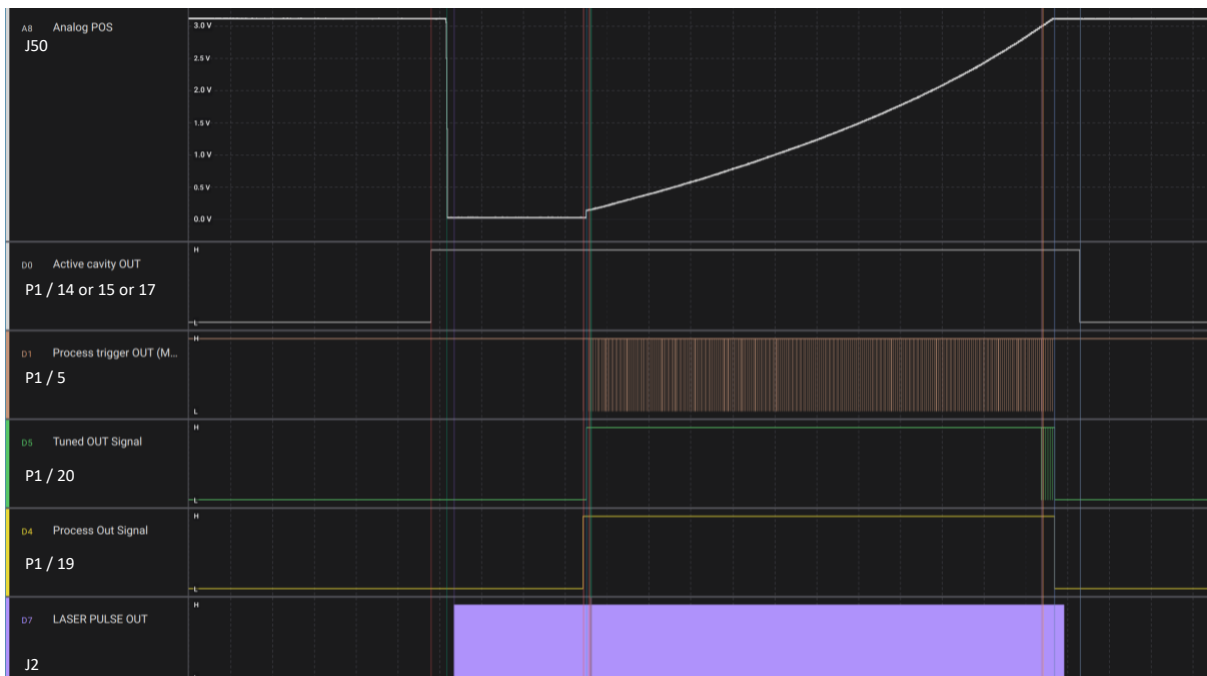 A8 Analog POS
J50
3.0 V
2.5 V
2.0 V
1.5 V
1.0 V
0.5 V
0.0 V
D0 Active cavity OUT
P1 / 14 or 15 or 17
H
L
D1 Process trigger OUT (M...
P1 / 5
H
L
D5 Tuned OUT Signal
P1 / 20
H
L
D4 Process Out Signal
P1 / 19
H
L
D7 LASER PULSE OUT
J2
H